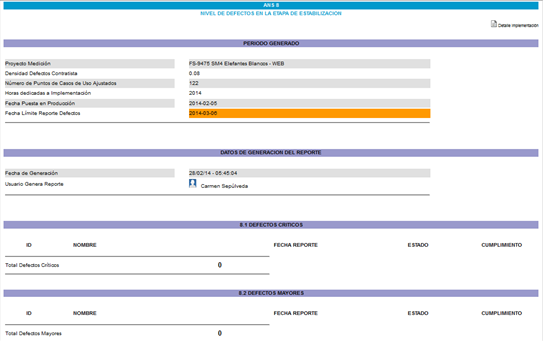 ANS 8
NIVEL DE DEFECTOS EN LA ETAPA DE ESTABILIZACION
Detalle Implementación
PERIODO GENERADO
Proyecto Medición FS-9476 SM4 Elefantes Blancos - WEB
Densidad Defectos Contratista 0.08
Número de Puntos de Casos de Uso Ajustados 122
Horas dedicadas a Implementación 2014
Fecha Puesta en Producción 2014-02-05
Fecha Límite Reporte Defectos 2014-03-06
DATOS DE GENERACION DEL REPORTE
Fecha de Generación 28/02/14 - 05:45:04
Usuario Genera Reporte Carmen Sepúlveda
8.1 DEFECTOS CRITICOS
ID NOMBRE FECHA REPORTE ESTADO CUMPLIMIENTO
Total Defectos Críticos 0
8.2 DEFECTOS MAYORES
ID NOMBRE FECHA REPORTE ESTADO CUMPLIMIENTO
Total Defectos Mayores 0